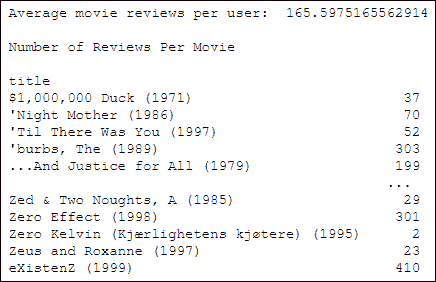 Average movie reviews per user:  165.5975165562914
Number of Reviews Per Movie
title
$1,000,000 Duck (1971) 37
'Night Mother (1986) 70
'Til There Was You (1997) 52
'burbs, The (1989) 303
...And Justice for All (1979) 199
...
Zed & Two Noughts, A (1985) 29
Zero Effect (1998) 301
Zero Kelvin (Kjærlighetens kjøtere) (1995) 2
Zeus and Roxanne (1997) 23
eXistenZ (1999) 410